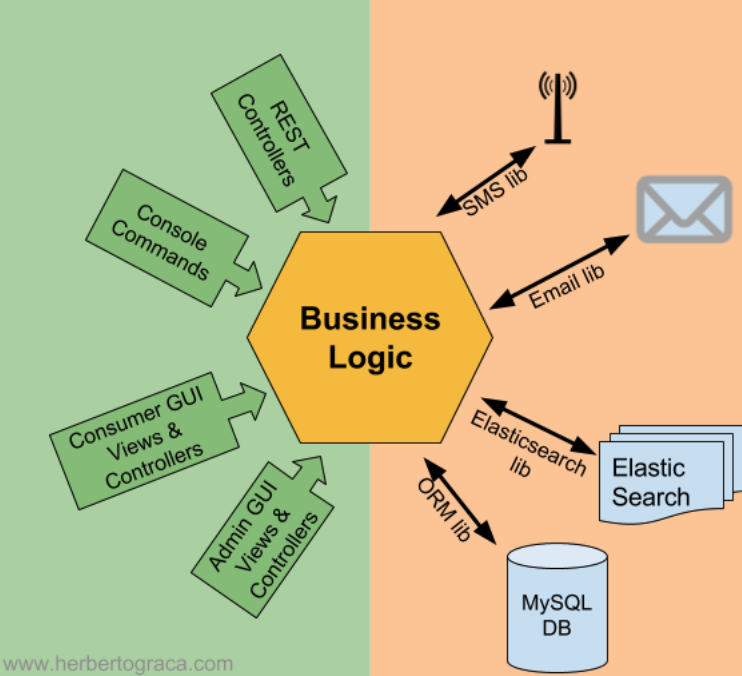 REST
Controllers
Console
Commands
Consumer GUI
Views &
Controllers
Admin GUI
Views &
Controllers
Business
Logic
SMS lib
Email lib
Elasticsearch
lib
Elastic
Search
ORM lib
MySQL
DB
www.herbertograca.com